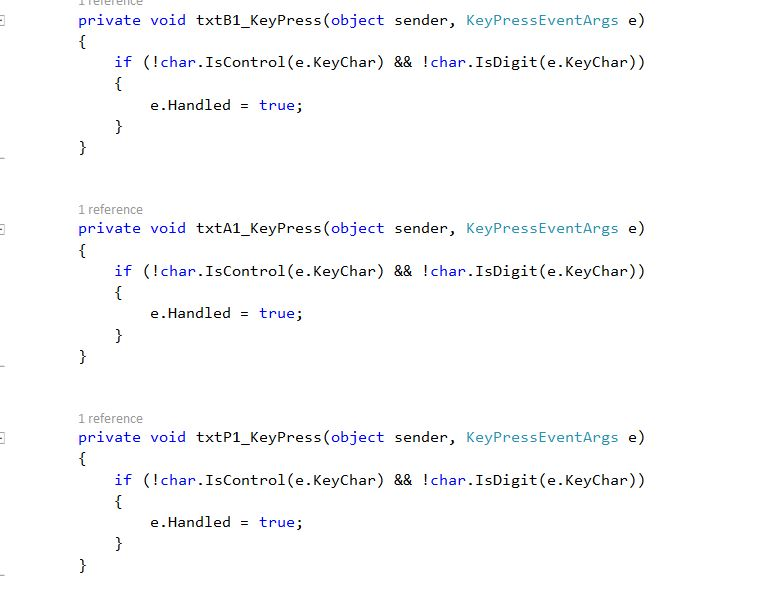 1 reference
private void txtB1_KeyPress(object sender, KeyPressEventArgs e)
{
if (!char.IsControl(e.KeyChar) && !char.IsDigit(e.KeyChar))
{
e.Handled = true;
}
}
1 reference
private void txtA1_KeyPress(object sender, KeyPressEventArgs e)
{
if (!char.IsControl(e.KeyChar) && !char.IsDigit(e.KeyChar))
{
e.Handled = true;
}
}
1 reference
private void txtP1_KeyPress(object sender, KeyPressEventArgs e)
{
if (!char.IsControl(e.KeyChar) && !char.IsDigit(e.KeyChar))
{
e.Handled = true;
}
}